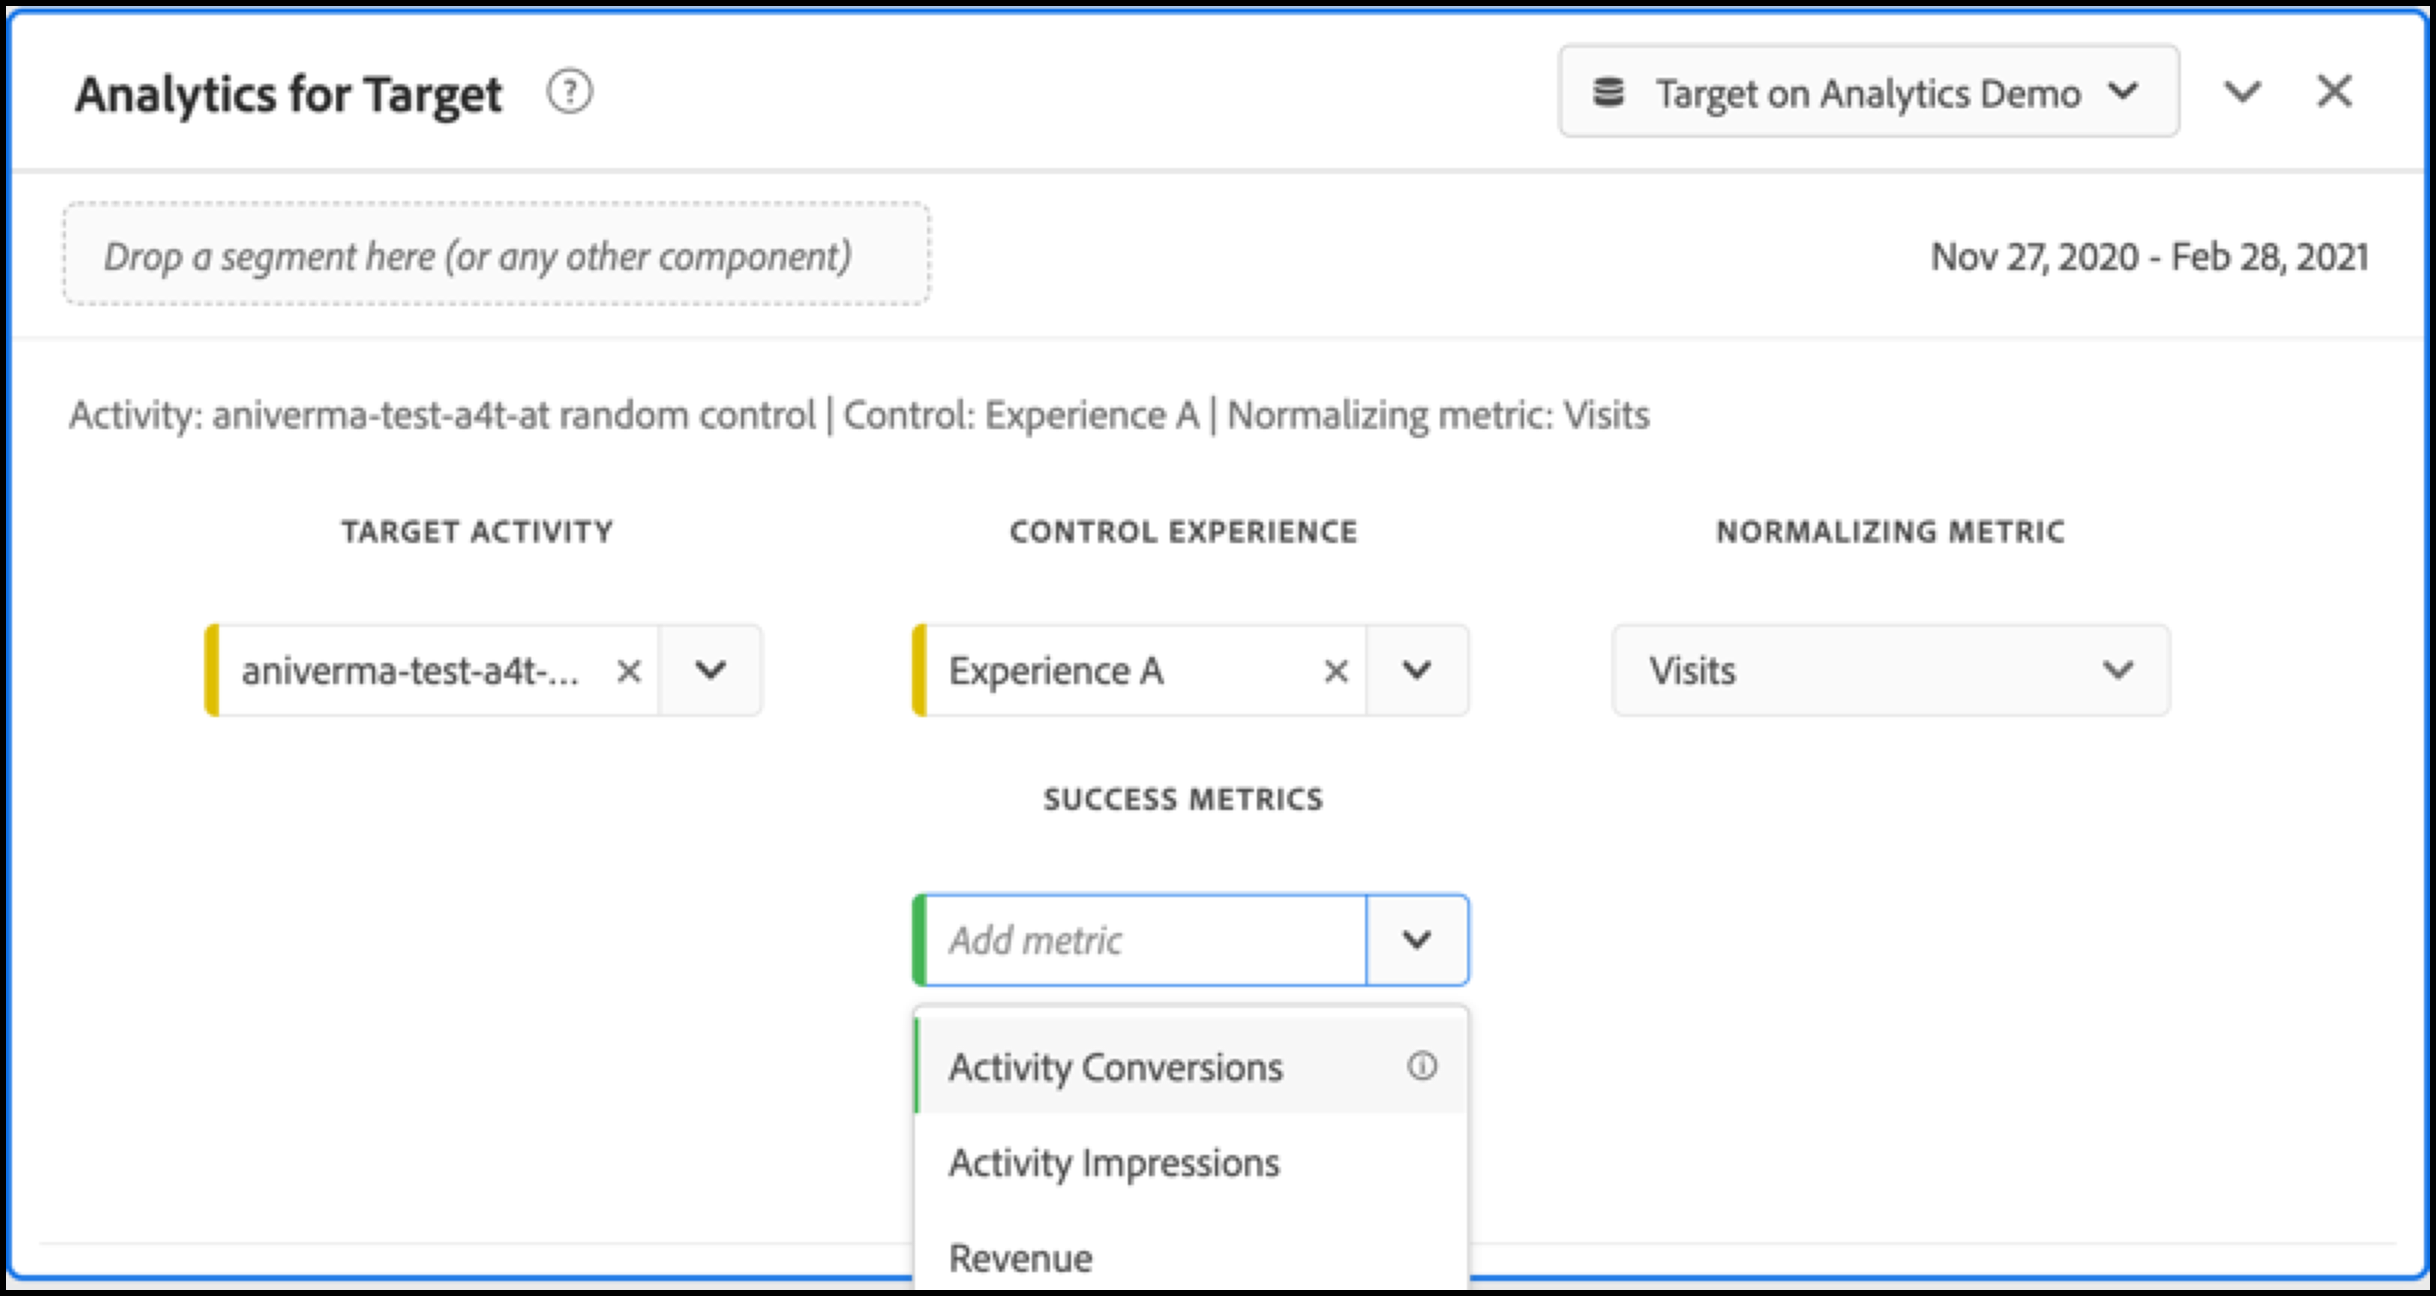 Analytics for Target ? Target on Analytics Demo
Drop a segment here (or any other component) Nov 27, 2020 - Feb 28, 2021
Activity: aniverma-test-a4t-at random control | Control: Experience A | Normalizing metric: Visits
TARGET ACTIVITY CONTROL EXPERIENCE NORMALIZING METRIC
aniverma-test-a4t-... Experience A Visits
SUCCESS METRICS
Add metric
Activity Conversions
Activity Impressions
Revenue